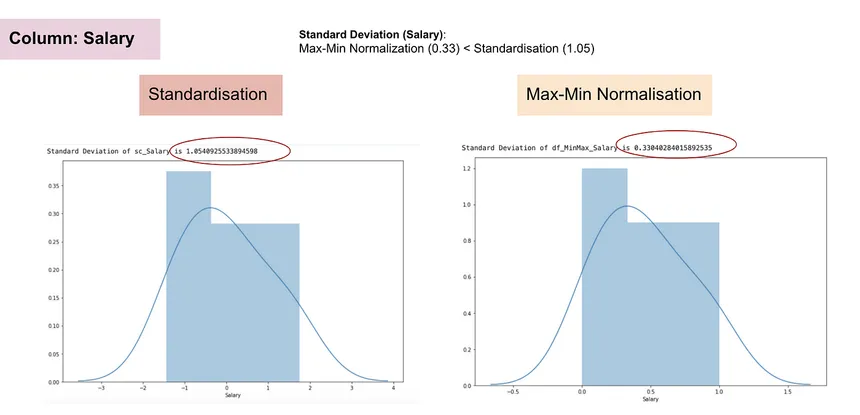 Column: Salary
Standard Deviation (Salary):
Max-Min Normalization (0.33) < Standardisation (1.05)
Standardisation
Max-Min Normalisation
Standard Deviation of sc_Salary is 1.0540925533894598
0.35
0.30
0.25
0.20
0.15
0.10
0.05
0.00
−3 −2 −1 0 1 2 3 4
Salary
Standard Deviation of df_MinMax_Salary is 0.33040284015892535
1.2
1.0
0.8
0.6
0.4
0.2
0.0
−0.5 0.0 0.5 1.0 1.5
Salary